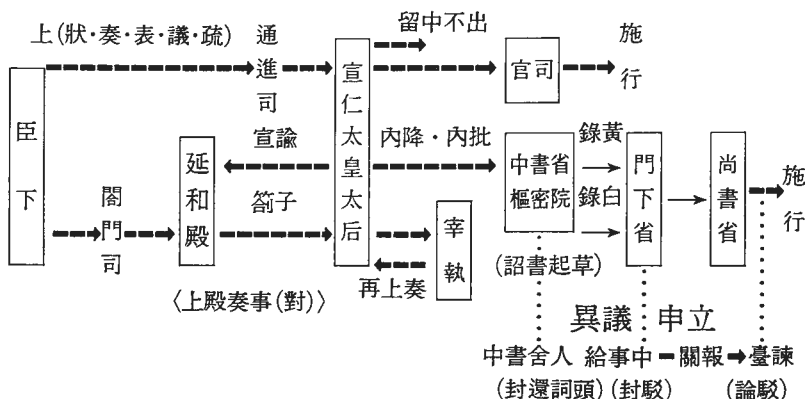 上(狀·奏·表·議·疏)
通進司
留中不出
施行
臣下
宣仁太皇太后
官司
宣諭
內降·內批
延和殿
中書省
樞密院
錄黃
錄白
門下省
尚書省
施行
閤門司
箚子
宰執
〈上殿奏事(對)〉
再上奏
(詔書起草)
異議申立
中書舍人 給事中 關報 臺諫
(封還詞頭) (封駁) (論駁)